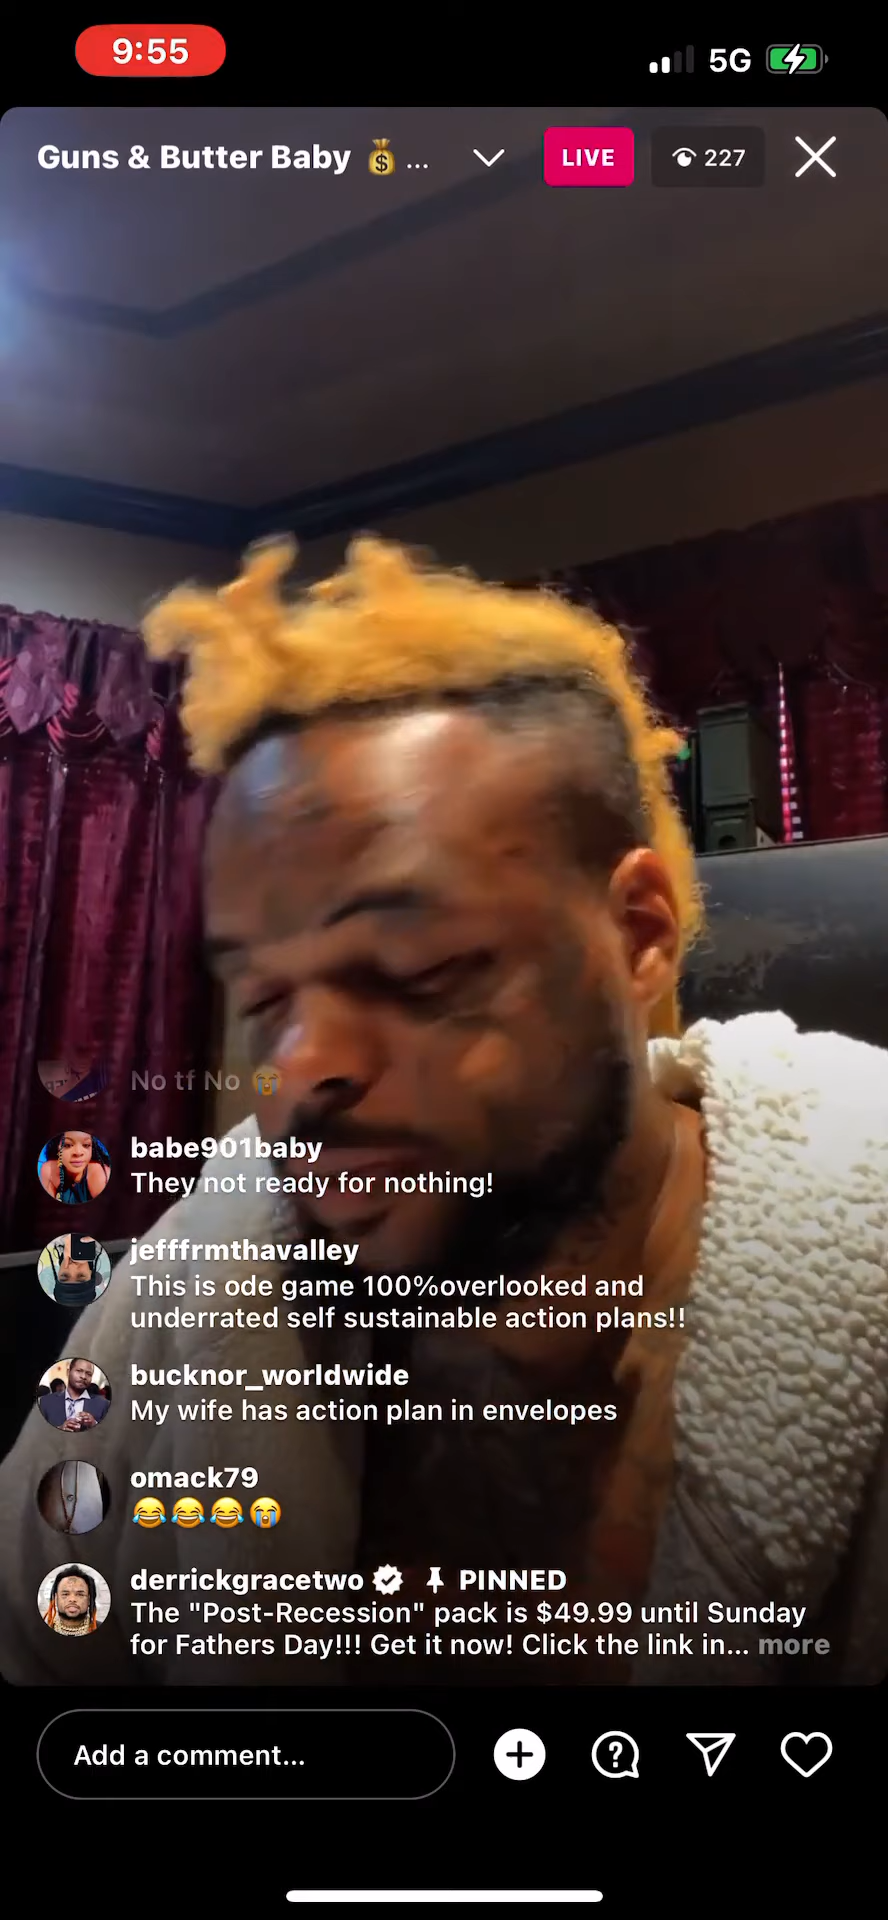 9:55
5G
Guns & Butter Baby 💰 ...
LIVE
227
No tf No 😭
babe901baby
They not ready for nothing!
jefffrmthavalley
This is ode game 100%overlooked and
underrated self sustainable action plans!!
bucknor_worldwide
My wife has action plan in envelopes
omack79
😂😂😂😭
derrickgracetwo PINNED
The "Post-Recession" pack is $49.99 until Sunday
for Fathers Day!!! Get it now! Click the link in... more
Add a comment...